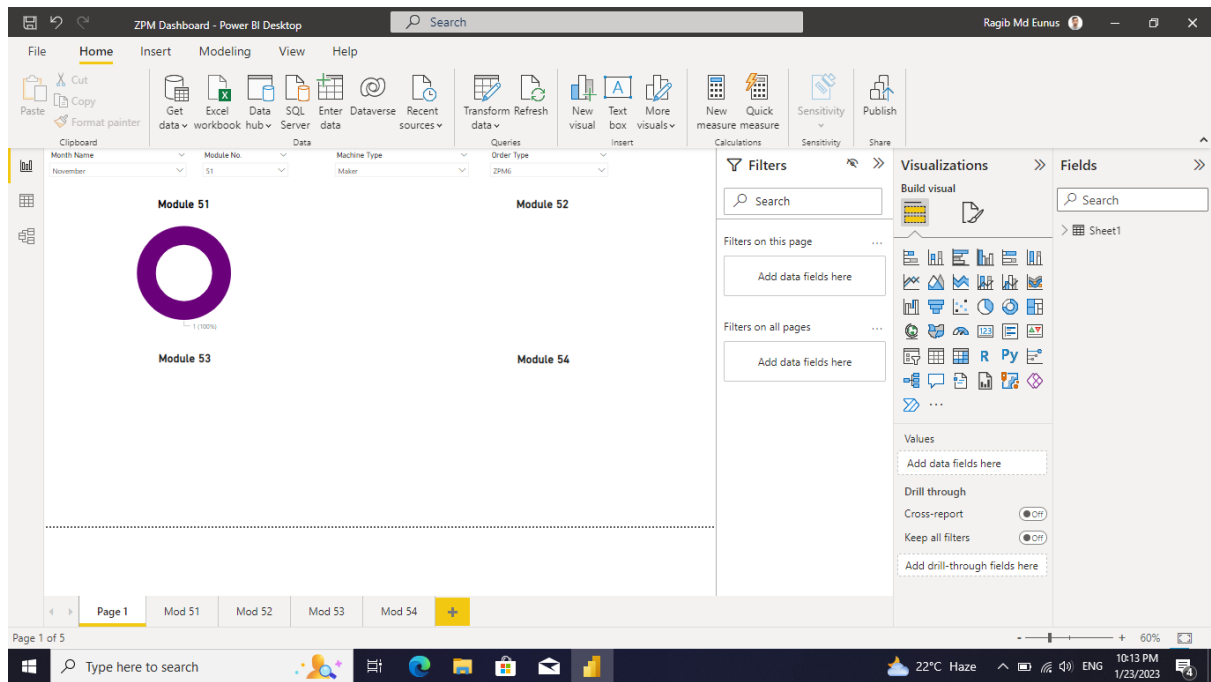 ZPM Dashboard - Power BI Desktop
Search
Ragib Md Eunus
File Home Insert Modeling View Help
Paste
Cut
Copy
Format painter
Clipboard
Get data
Excel workbook
Data hub
SQL Server
Enter data
Dataverse
Recent sources
Data
Transform data
Refresh
Queries
New visual
Text box
More visuals
Insert
New measure
Quick measure
Calculations
Sensitivity
Sensitivity
Publish
Share
Month Name Module No. Machine Type Order Type
November 51 Maker ZPM6
Module 51 Module 52
1 (100%)
Module 53 Module 54
Filters
Search
Filters on this page ...
Add data fields here
Filters on all pages ...
Add data fields here
Visualizations
Build visual
123
R Py
...
Values
Add data fields here
Drill through
Cross-report Off
Keep all filters Off
Add drill-through fields here
Fields
Search
Sheet1
Page 1 Mod 51 Mod 52 Mod 53 Mod 54 +
Page 1 of 5
- + 60%
Type here to search
22°C Haze
ENG
10:13 PM
1/23/2023
4